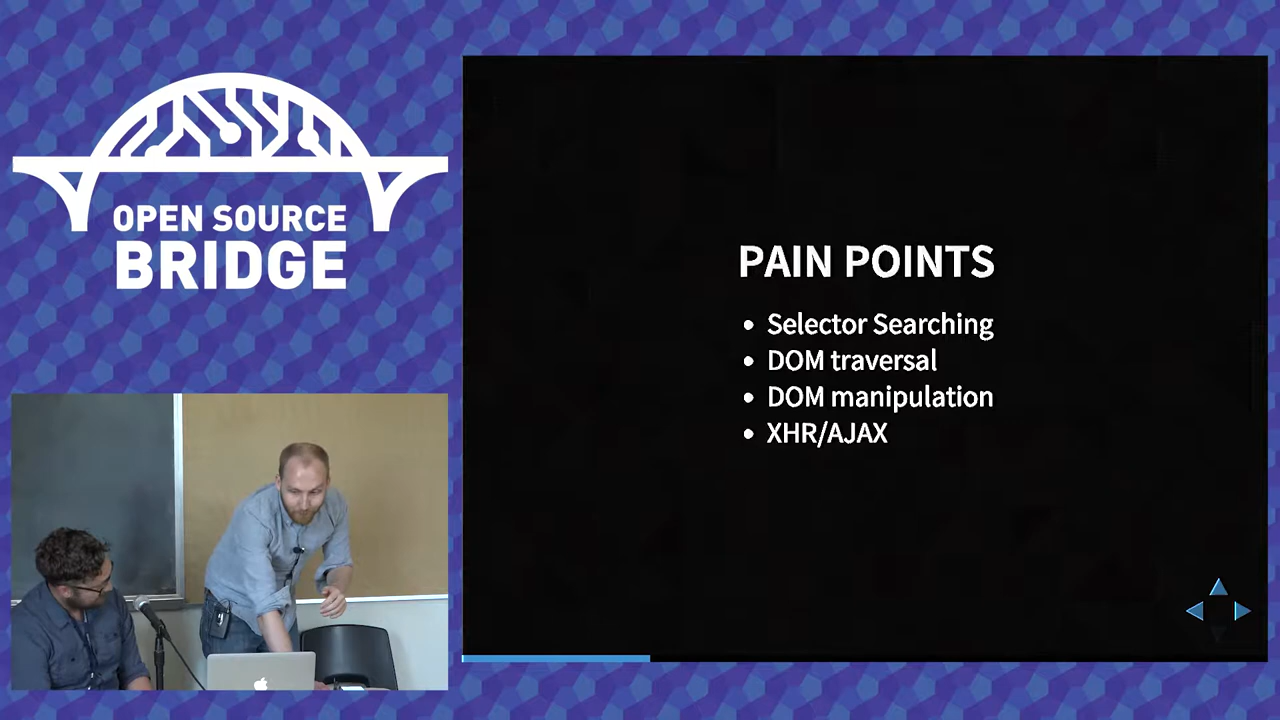 OPEN SOURCE
BRIDGE
PAIN POINTS
• Selector Searching
• DOM traversal
• DOM manipulation
• XHR/AJAX